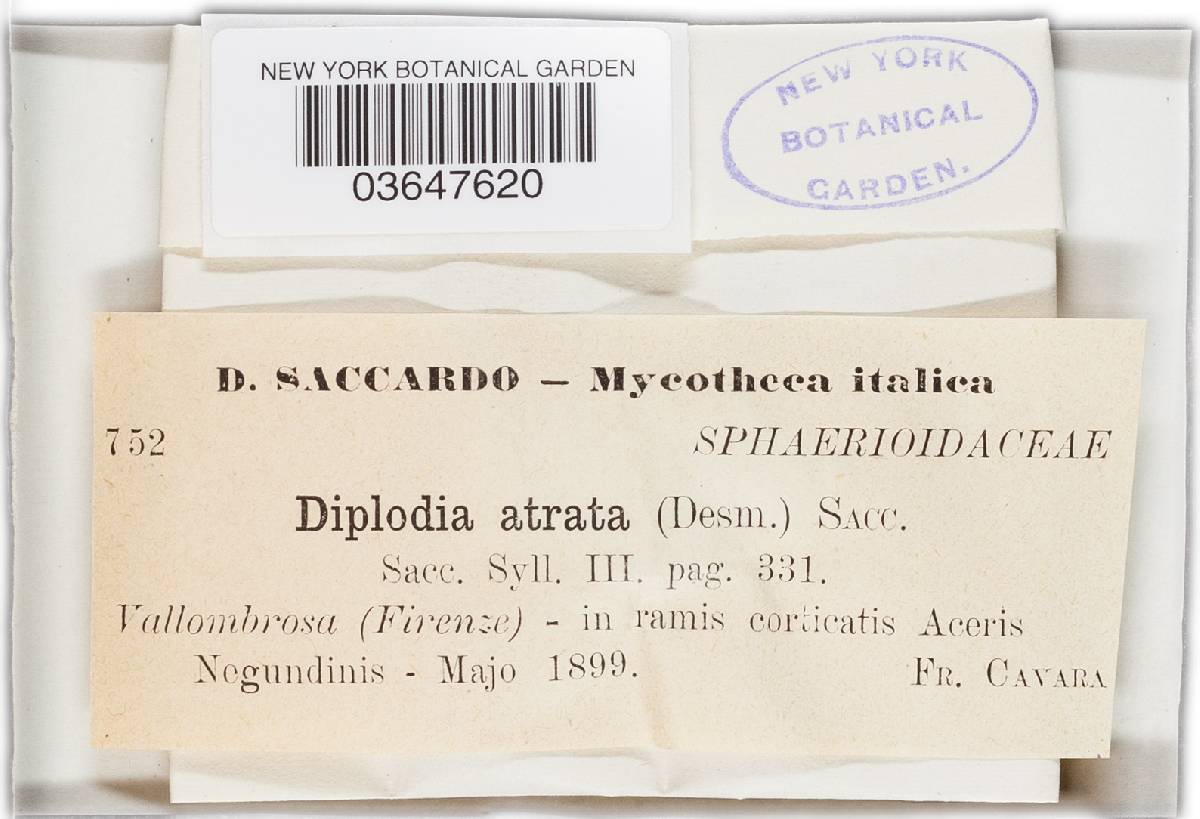 NEW YORK BOTANICAL GARDEN
03647620
NEW YORK
BOTANICAL
GARDEN.
D. SACCARDO — Mycotheca italica
752 SPHAERIOIDACEAE
Diplodia atrata (Desm.) SACC.
Sacc. Syll. III. pag. 331.
Vallombrosa (Firenze) - in ramis corticatis Aceris
Negundinis - Majo 1899. FR. CAVARA